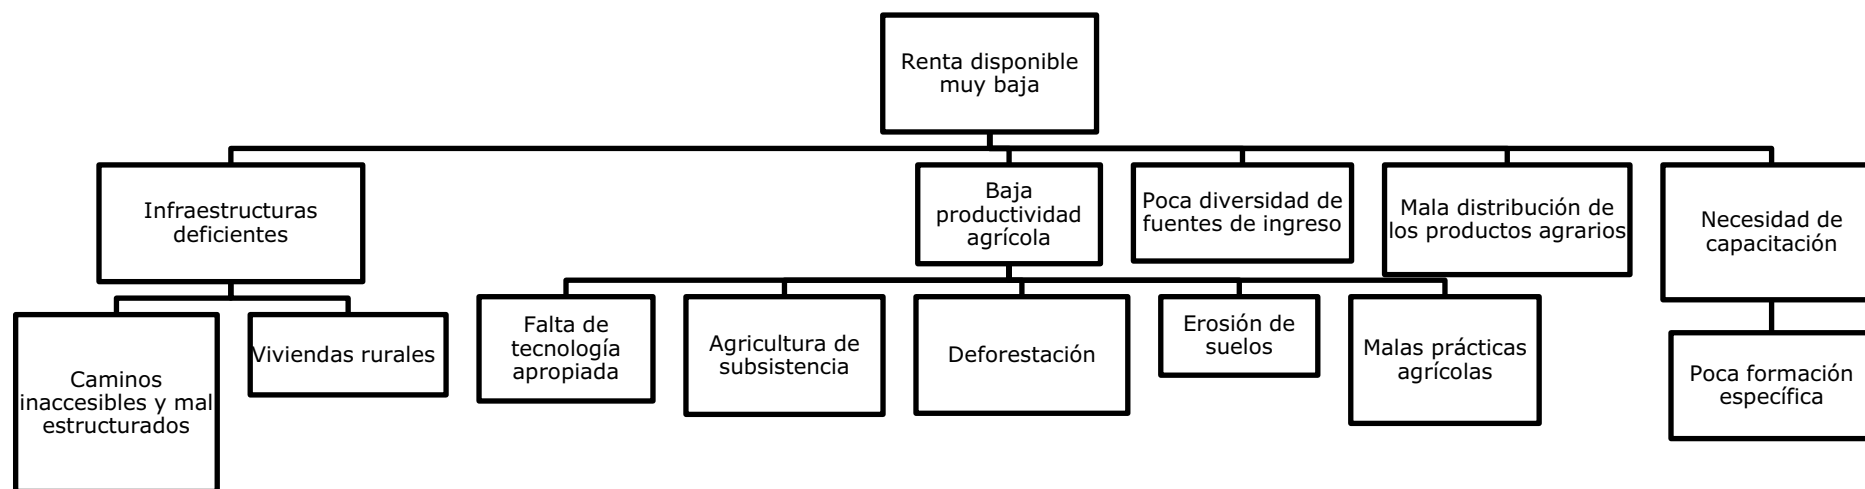 Renta disponible
muy baja
Infraestructuras
deficientes
Baja
productividad
agrícola
Poca diversidad de
fuentes de ingreso
Mala distribución de
los productos agrarios
Necesidad de
capacitación
Caminos
inaccesibles y mal
estructurados
Viviendas rurales
Falta de
tecnología
apropiada
Agricultura de
subsistencia
Deforestación
Erosión de
suelos
Malas prácticas
agrícolas
Poca formación
específica